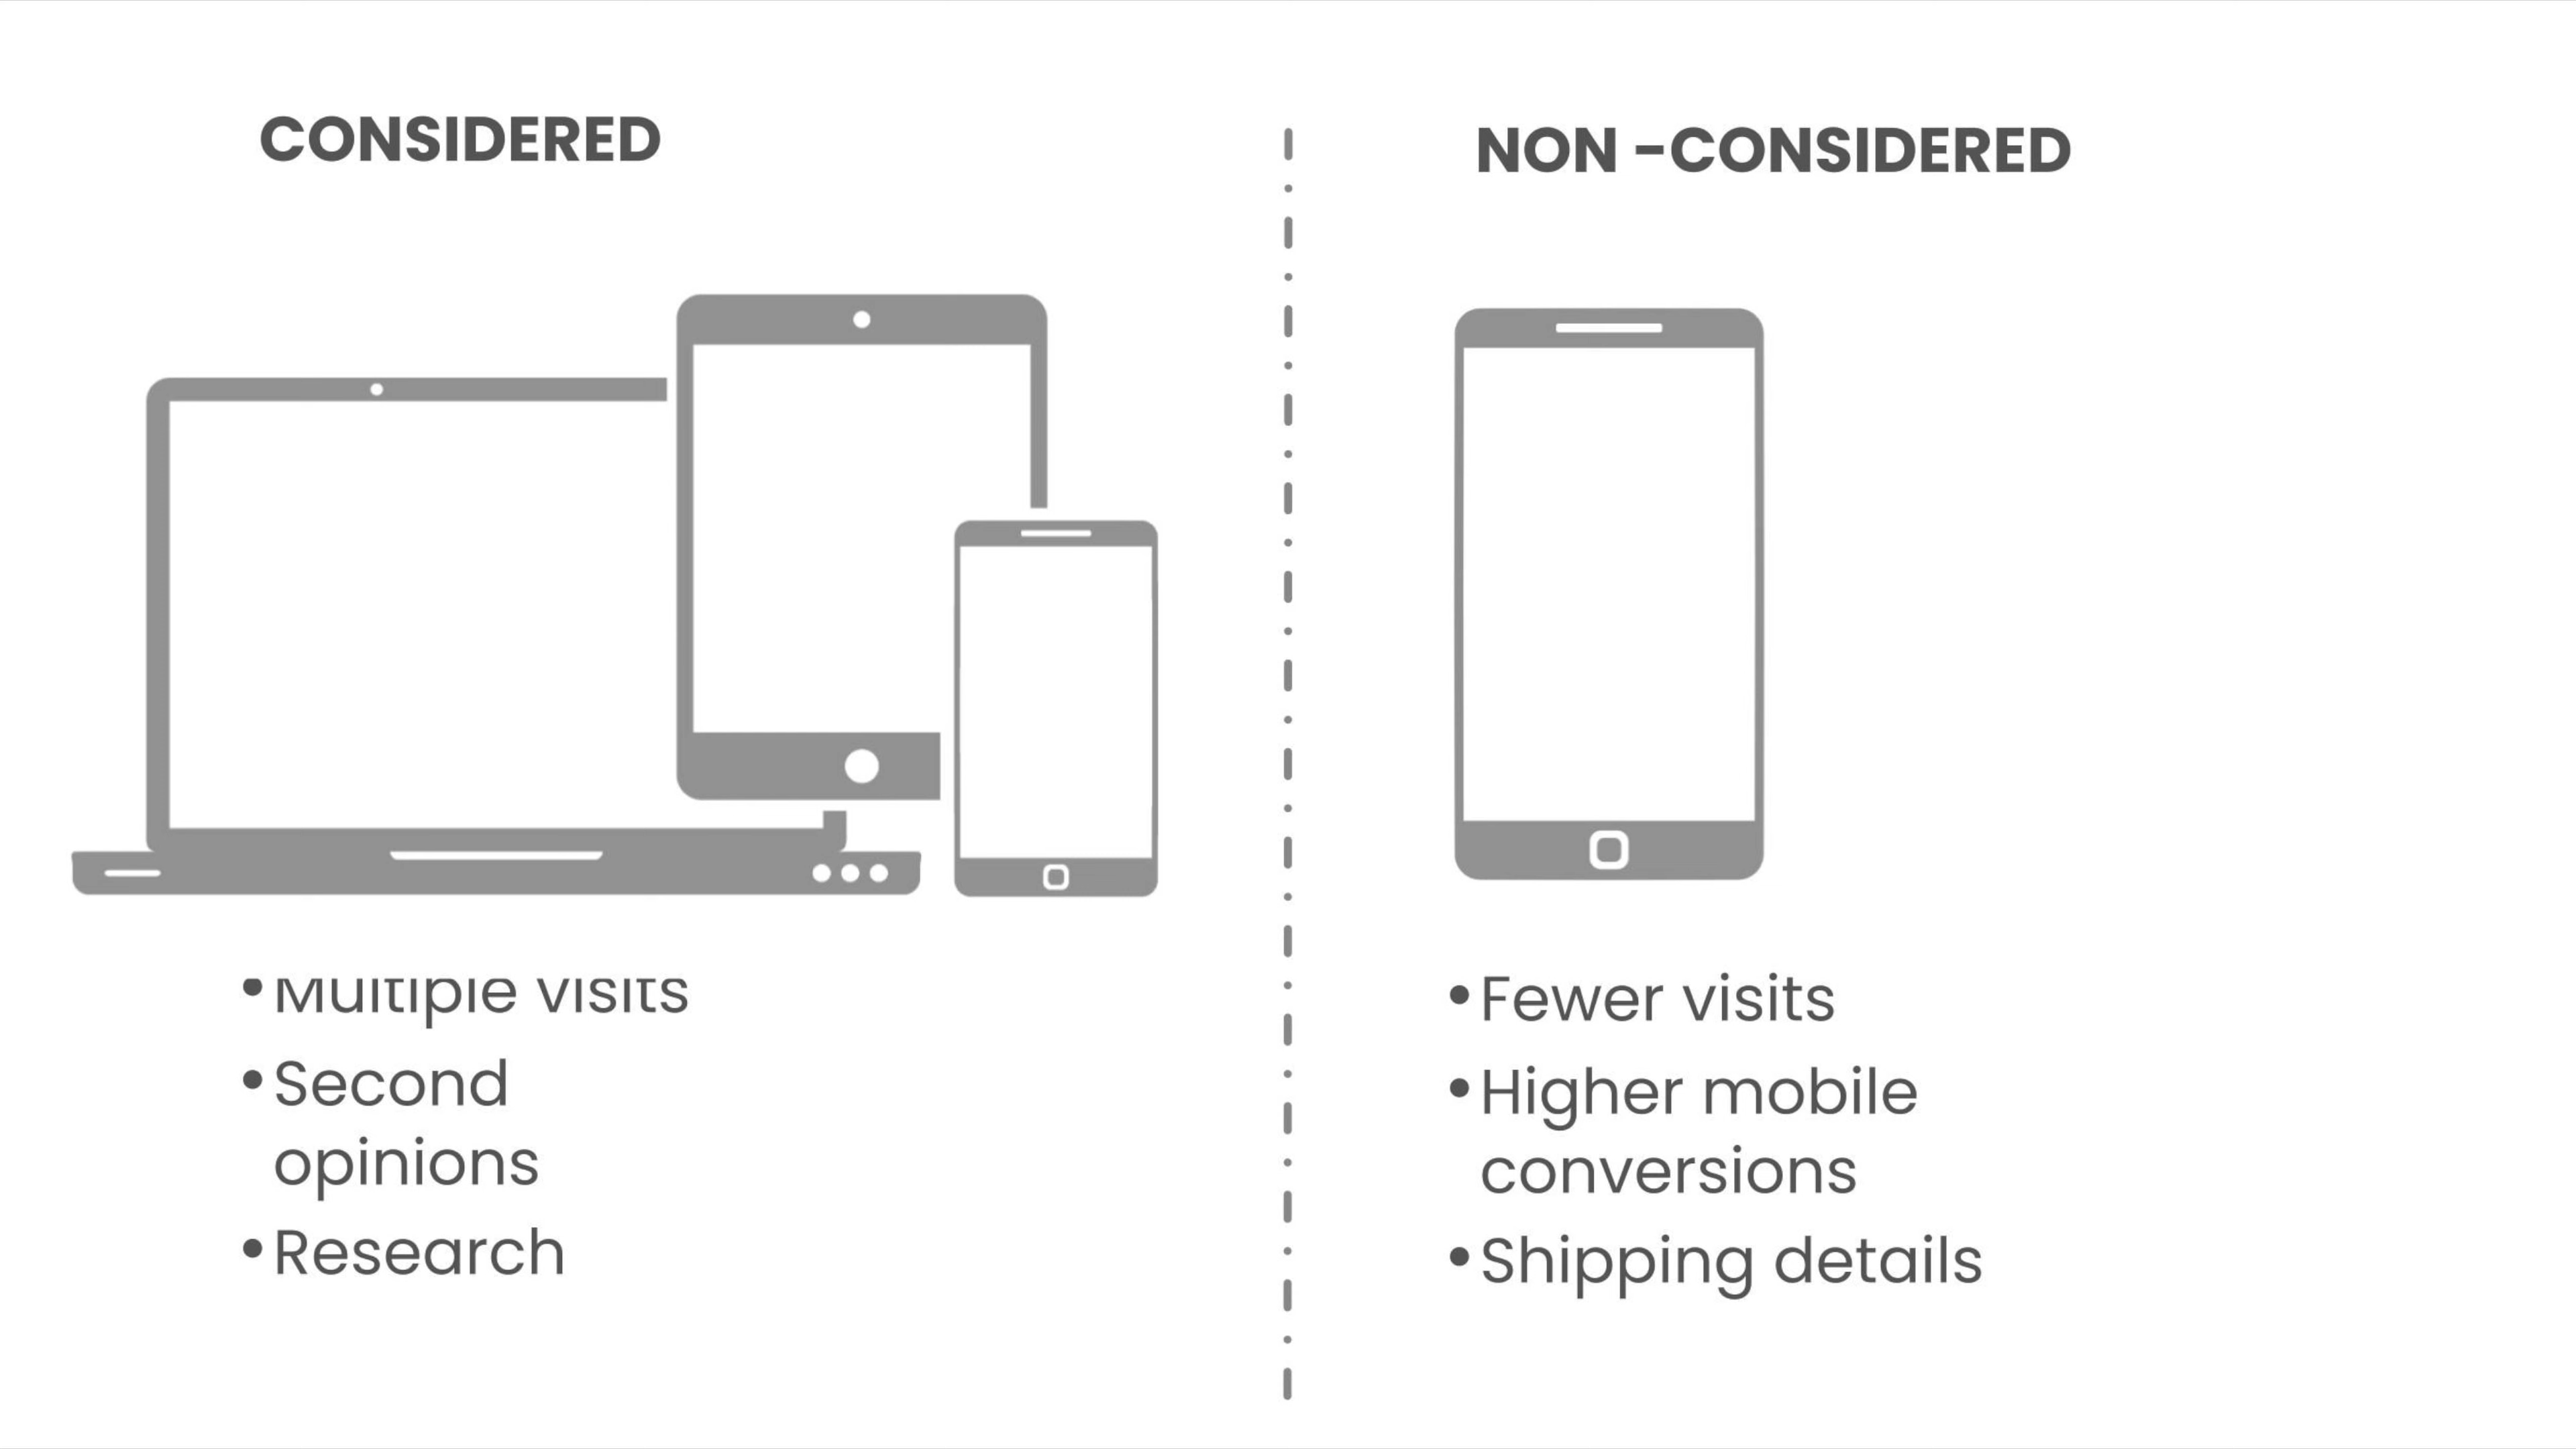 CONSIDERED
• Multiple visits
• Second
opinions
• Research
NON -CONSIDERED
• Fewer visits
• Higher mobile
conversions
• Shipping details